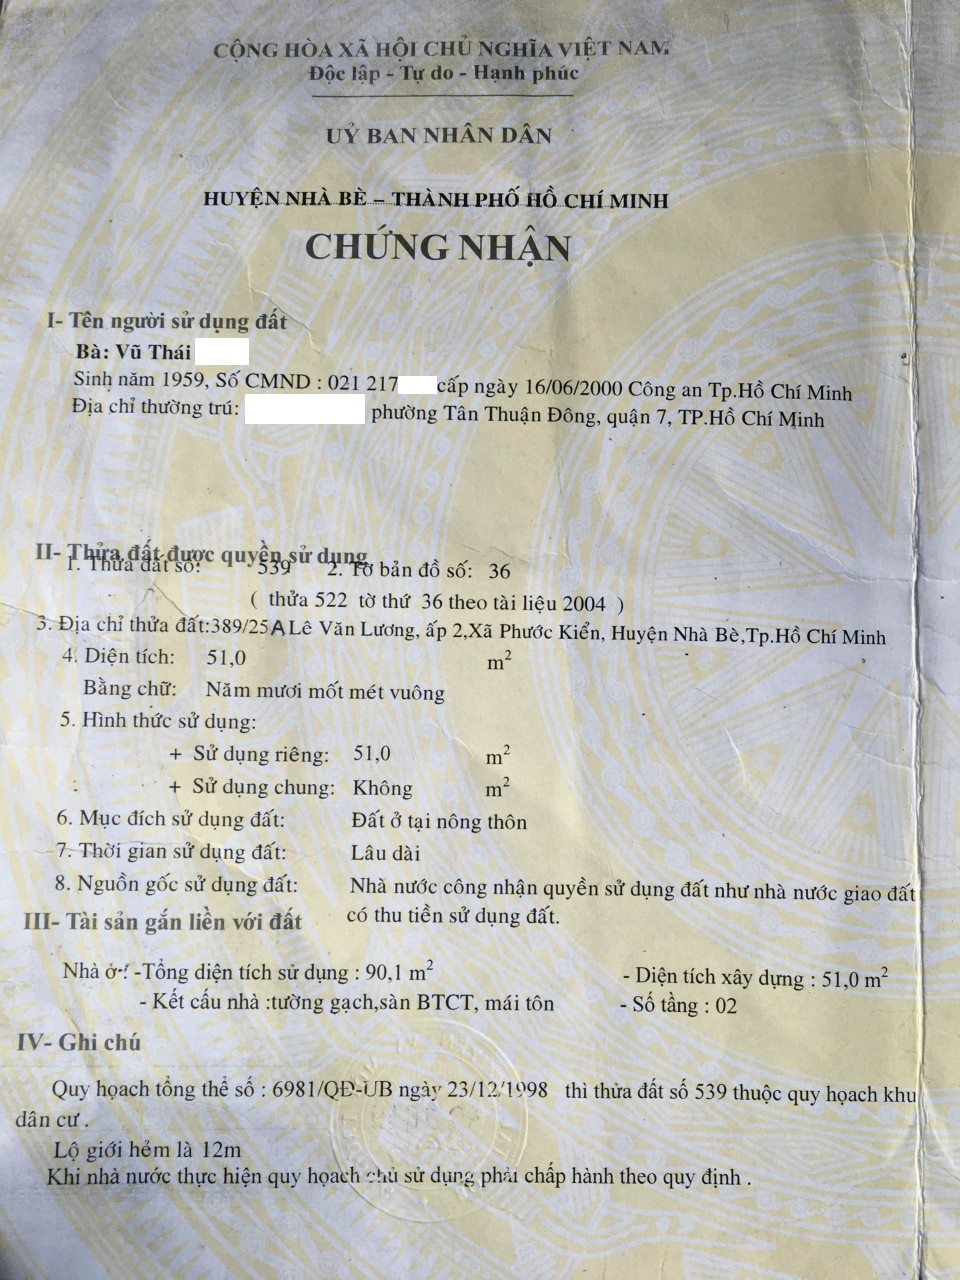 CỘNG HÒA XÃ HỘI CHỦ NGHĨA VIỆT NAM
Độc lập - Tự do - Hạnh phúc
UỶ BAN NHÂN DÂN
HUYỆN NHÀ BÈ – THÀNH PHỐ HỒ CHÍ MINH
CHỨNG NHẬN
I- Tên người sử dụng đất
Bà: Vũ Thái
Sinh năm 1959, Số CMND : 021 217 cấp ngày 16/06/2000 Công an Tp.Hồ Chí Minh
Địa chỉ thường trú: phường Tân Thuận Đông, quận 7, TP.Hồ Chí Minh
II- Thửa đất được quyền sử dụng
1. Thửa đất số: 539 2. Tờ bản đồ số: 36
( thửa 522 tờ thứ 36 theo tài liệu 2004 )
3. Địa chỉ thửa đất:389/25A Lê Văn Lương, ấp 2,Xã Phước Kiển, Huyện Nhà Bè,Tp.Hồ Chí Minh
4. Diện tích: 51,0 m²
Bằng chữ: Năm mươi mốt mét vuông
5. Hình thức sử dụng:
+ Sử dụng riêng: 51,0 m²
+ Sử dụng chung: Không m²
6. Mục đích sử dụng đất: Đất ở tại nông thôn
7. Thời gian sử dụng đất: Lâu dài
8. Nguồn gốc sử dụng đất: Nhà nước công nhận quyền sử dụng đất như nhà nước giao đất
có thu tiền sử dụng đất.
III- Tài sản gắn liền với đất
Nhà ở: -Tổng diện tích sử dụng : 90,1 m² - Diện tích xây dựng : 51,0 m²
- Kết cấu nhà :tường gạch,sàn BTCT, mái tôn - Số tầng : 02
IV- Ghi chú
Quy hoạch tổng thể số : 6981/QĐ-UB ngày 23/12/1998 thì thửa đất số 539 thuộc quy hoạch khu
dân cư .
Lộ giới hẻm là 12m
Khi nhà nước thực hiện quy hoạch chủ sử dụng phải chấp hành theo quy định .